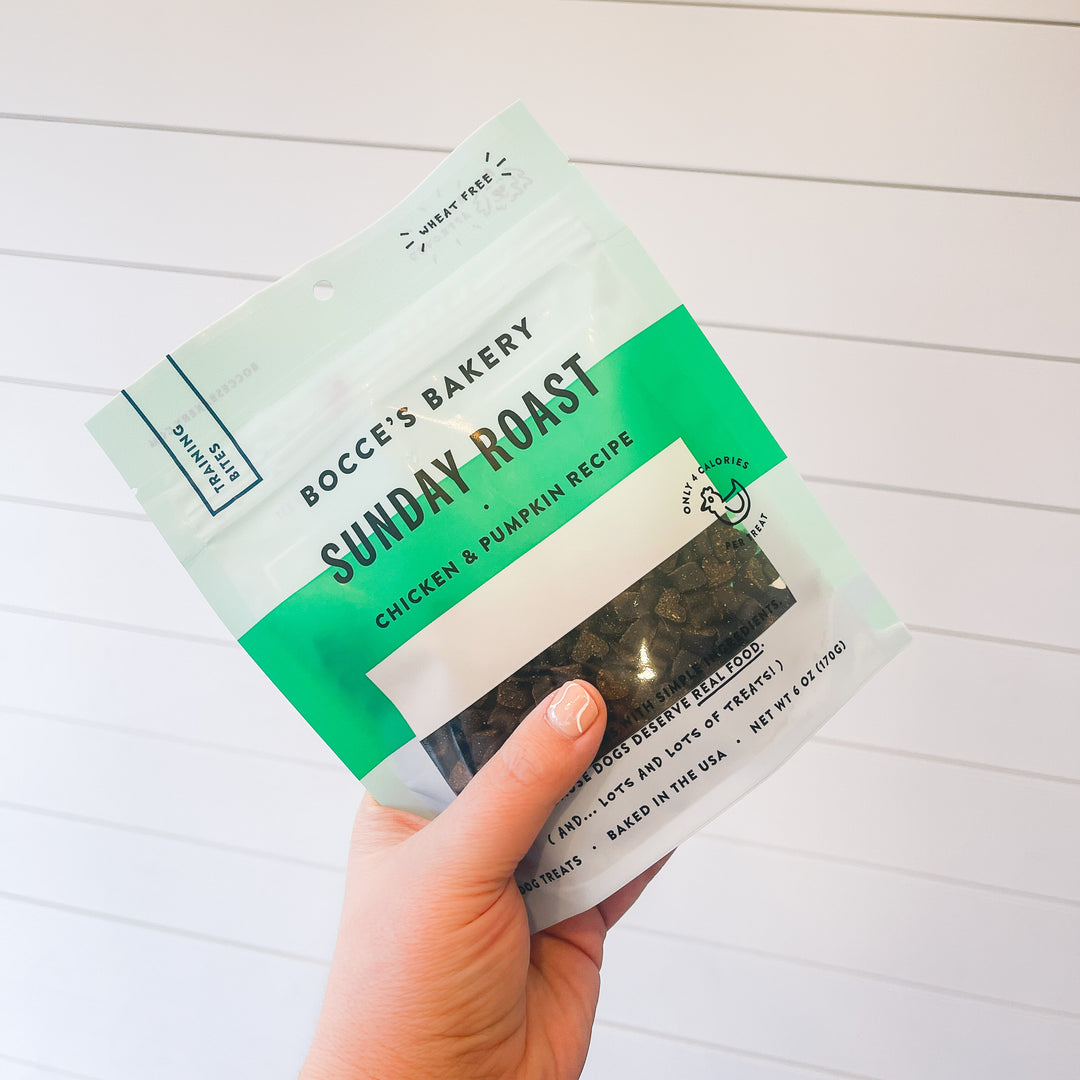 WHEAT FREE
TRAINING
BITES
BOCCE'S BAKERY
SUNDAY ROAST
CHICKEN & PUMPKIN RECIPE
ONLY 4 CALORIES
PER TREAT
WITH SIMPLE INGREDIENTS,
DOGS DESERVE REAL FOOD.
( AND... LOTS AND LOTS OF TREATS! )
DOG TREATS • BAKED IN THE USA • NET WT 6 OZ (170G)